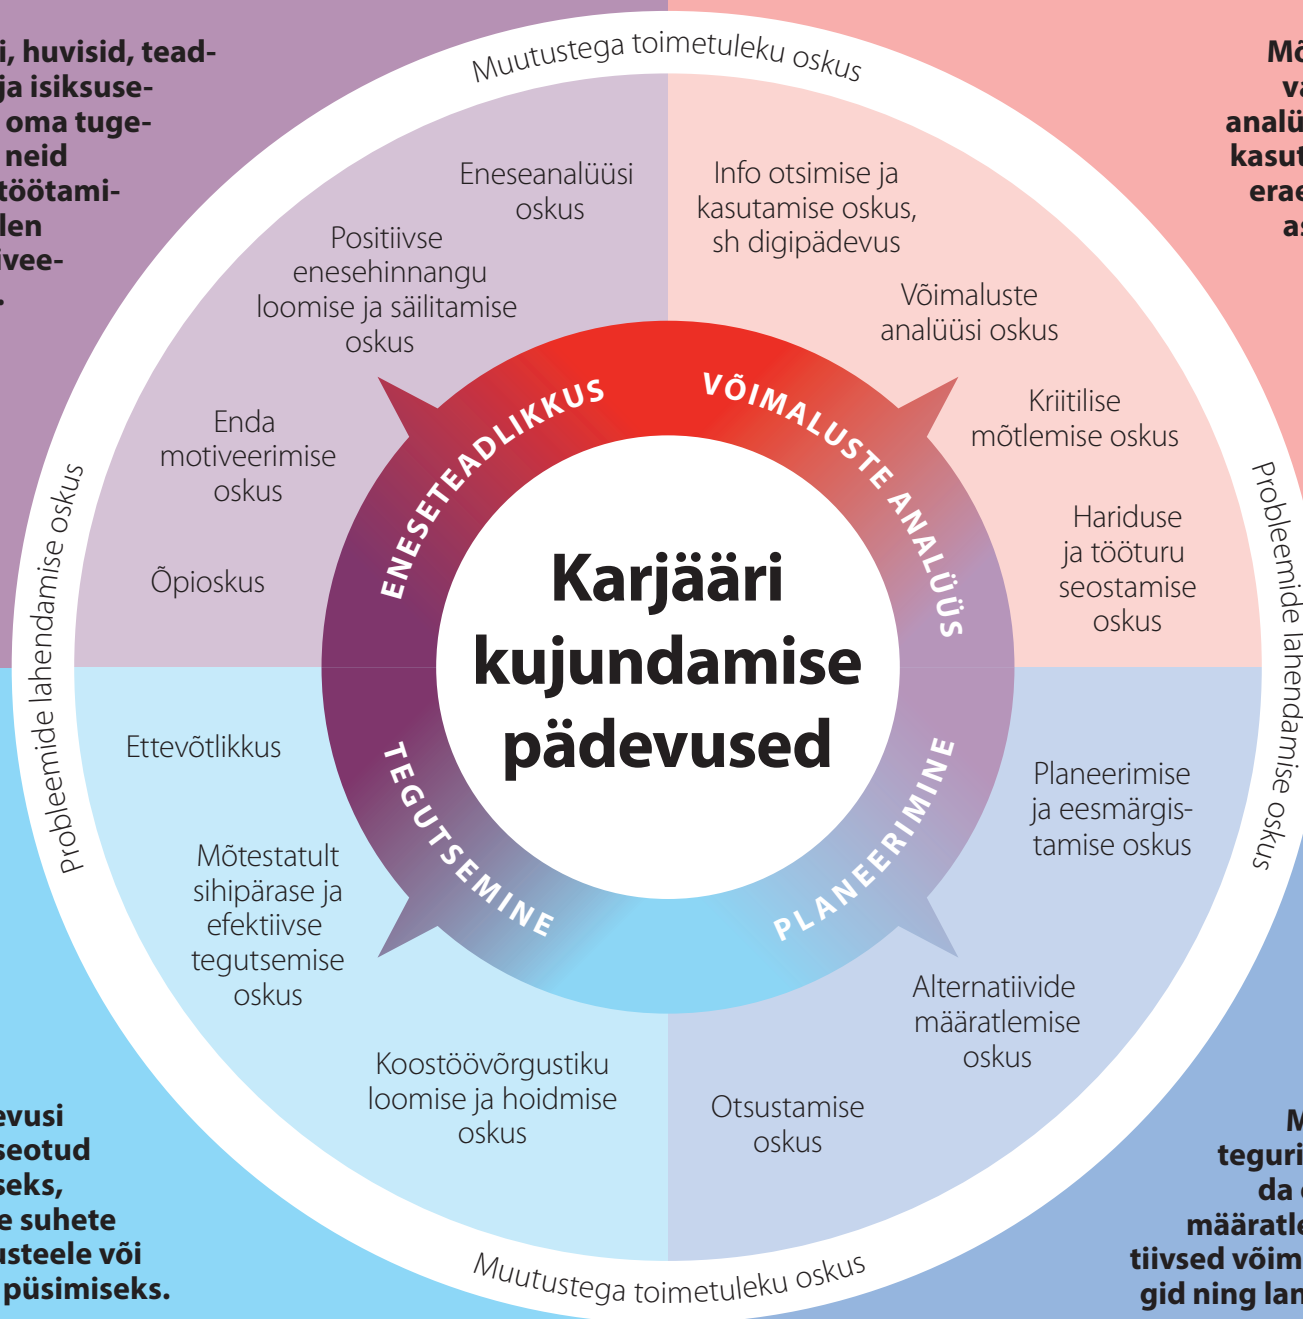 Muutustega toimetuleku oskus
i, huvisid, tead-
ja isiksuse-
oma tuge-
neid
töötami-
len
ivee-
.
Mõ
va
analü
kasut
erae
as
Eneseanalüüsi
oskus
Positiivse
enesehinnangu
loomise ja säilitamise
oskus
Enda
motiveerimise
oskus
Õpioskus
Info otsimise ja
kasutamise oskus,
sh digipädevus
Võimaluste
analüüsi oskus
Kriitilise
mõtlemise oskus
Hariduse
ja tööturu
seostamise
oskus
ENESETEADLIKKUS
VÕIMALUSTE ANALÜÜS
Probleemide lahendamise oskus
Probleemide lahendamise oskus
Karjääri
kujundamise
pädevused
TEGUTSEMINE
PLANEERIMINE
Ettevõtlikkus
Mõtestatult
sihipärase ja
efektiivse
tegutsemise
oskus
Koostöövõrgustiku
loomise ja hoidmise
oskus
Planeerimise
ja eesmärgis-
tamise oskus
Alternatiivide
määratlemise
oskus
Otsustamise
oskus
evusi
seotud
seks,
e suhete
usteele või
püsimiseks.
M
teguri
da
määratle
tiivsed võim
gid ning lan
Muutustega toimetuleku oskus